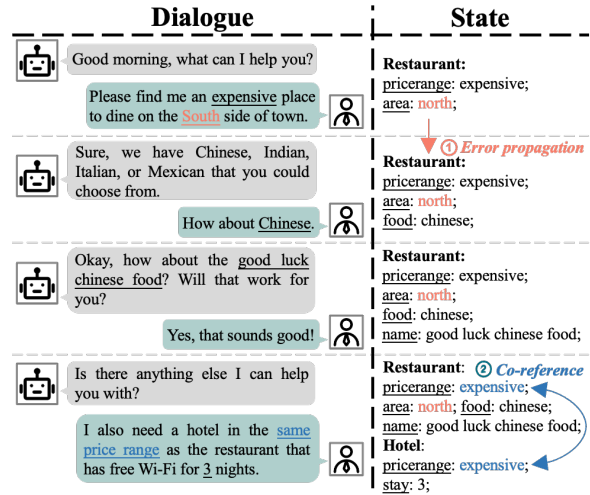 Dialogue
State
Good morning, what can I help you?
Please find me an expensive place
to dine on the South side of town.
Restaurant:
pricerange: expensive;
area: north;
① Error propagation
Sure, we have Chinese, Indian,
Italian, or Mexican that you could
choose from.
How about Chinese.
Restaurant:
pricerange: expensive;
area: north;
food: chinese;
Okay, how about the good luck
chinese food? Will that work for
you?
Yes, that sounds good!
Restaurant:
pricerange: expensive;
area: north;
food: chinese;
name: good luck chinese food;
Is there anything else I can help
you with?
I also need a hotel in the same
price range as the restaurant that
has free Wi-Fi for 3 nights.
Restaurant:
② Co-reference
pricerange: expensive;
area: north; food: chinese;
name: good luck chinese food;
Hotel:
pricerange: expensive;
stay: 3;